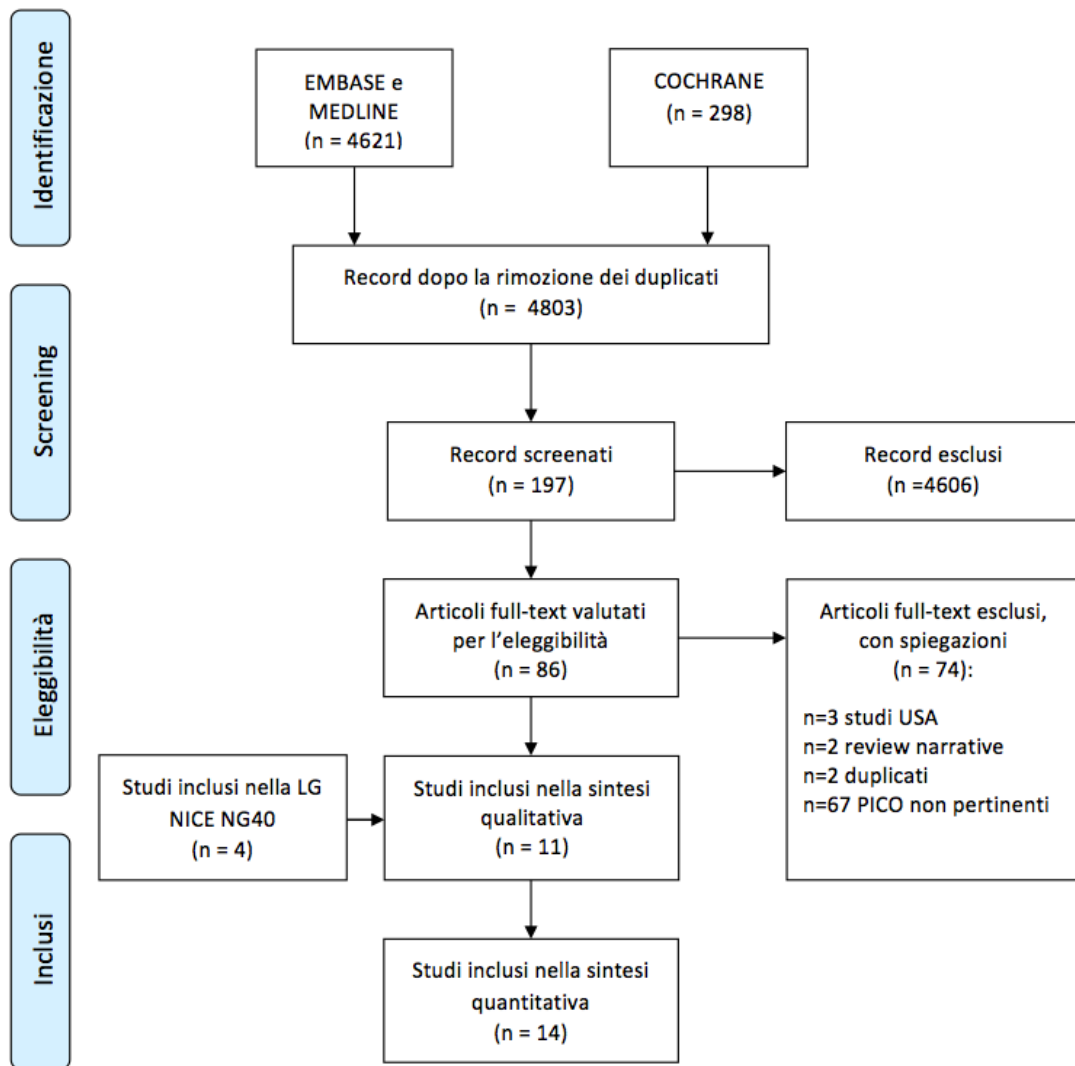 Identificazione
EMBASE e
MEDLINE
(n = 4621)
COCHRANE
(n = 298)
Record dopo la rimozione dei duplicati
(n =  4803)
Screening
Record screenati
(n = 197)
Record esclusi
(n =4606)
Eleggibilità
Articoli full-text valutati
per l’eleggibilità
(n = 86)
Articoli full-text esclusi,
con spiegazioni
(n = 74):
n=3 studi USA
n=2 review narrative
n=2 duplicati
n=67 PICO non pertinenti
Studi inclusi nella LG
NICE NG40
(n = 4)
Studi inclusi nella sintesi
qualitativa
(n = 11)
Inclusi
Studi inclusi nella sintesi
quantitativa
(n = 14)